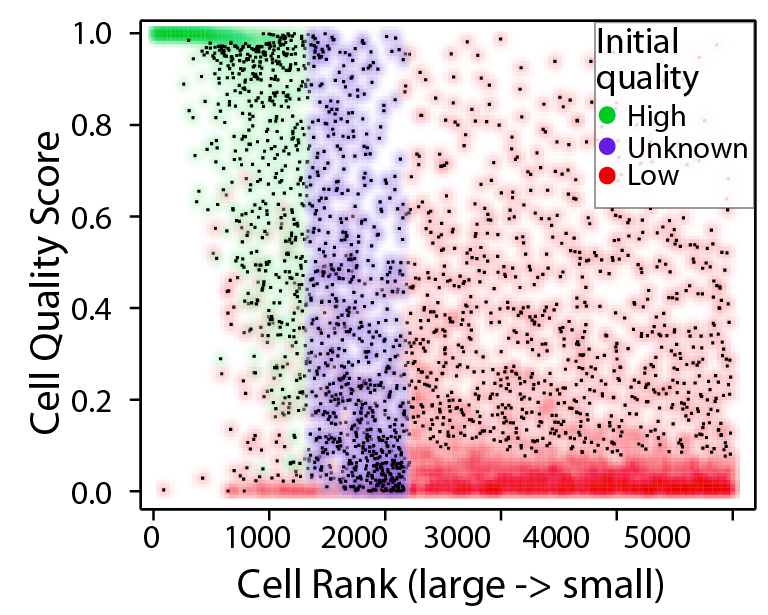 1.0
0.8
0.6
0.4
0.2
0.0
Cell Quality Score
Initial
quality
High
Unknown
Low
0 1000 2000 3000 4000 5000
Cell Rank (large -> small)